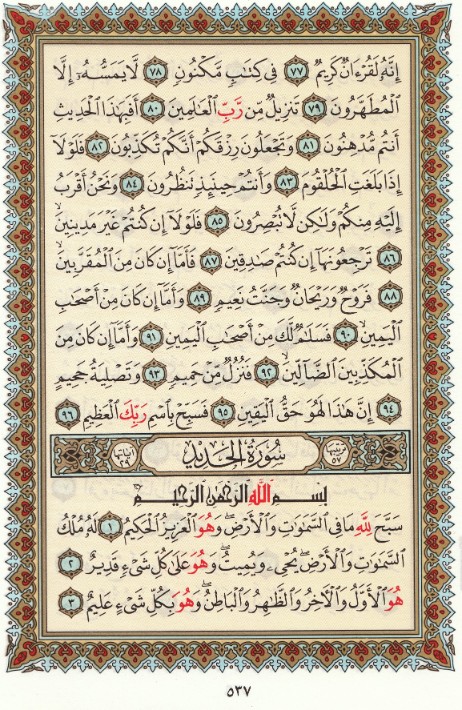 إِنَّهُۥ لَقُرْءَانٌ كَرِيمٌ ٧٧ فِى كِتَٰبٍ مَّكْنُونٍ ٧٨ لَّا يَمَسُّهُۥٓ إِلَّا
ٱلْمُطَهَّرُونَ ٧٩ تَنزِيلٌ مِّن رَّبِّ ٱلْعَٰلَمِينَ ٨٠ أَفَبِهَٰذَا ٱلْحَدِيثِ
أَنتُم مُّدْهِنُونَ ٨١ وَتَجْعَلُونَ رِزْقَكُمْ أَنَّكُمْ تُكَذِّبُونَ ٨٢ فَلَوْلَآ
إِذَا بَلَغَتِ ٱلْحُلْقُومَ ٨٣ وَأَنتُمْ حِينَئِذٍ تَنظُرُونَ ٨٤ وَنَحْنُ أَقْرَبُ
إِلَيْهِ مِنكُمْ وَلَٰكِن لَّا تُبْصِرُونَ ٨٥ فَلَوْلَآ إِن كُنتُمْ غَيْرَ مَدِينِينَ
٨٦ تَرْجِعُونَهَآ إِن كُنتُمْ صَٰدِقِينَ ٨٧ فَأَمَّآ إِن كَانَ مِنَ ٱلْمُقَرَّبِينَ
٨٨ فَرَوْحٌ وَرَيْحَانٌ وَجَنَّتُ نَعِيمٍ ٨٩ وَأَمَّآ إِن كَانَ مِنْ أَصْحَٰبِ
ٱلْيَمِينِ ٩٠ فَسَلَٰمٌ لَّكَ مِنْ أَصْحَٰبِ ٱلْيَمِينِ ٩١ وَأَمَّآ إِن كَانَ مِنَ
ٱلْمُكَذِّبِينَ ٱلضَّآلِّينَ ٩٢ فَنُزُلٌ مِّنْ حَمِيمٍ ٩٣ وَتَصْلِيَةُ جَحِيمٍ
٩٤ إِنَّ هَٰذَا لَهُوَ حَقُّ ٱلْيَقِينِ ٩٥ فَسَبِّحْ بِٱسْمِ رَبِّكَ ٱلْعَظِيمِ ٩٦
ترتيبها ٥٧ سُورَةُ الحَدِيدِ آياتها ٢٩
بِسْمِ ٱللَّهِ ٱلرَّحْمَٰنِ ٱلرَّحِيمِ
سَبَّحَ لِلَّهِ مَا فِى ٱلسَّمَٰوَٰتِ وَٱلْأَرْضِ ۖ وَهُوَ ٱلْعَزِيزُ ٱلْحَكِيمُ ١ لَهُۥ مُلْكُ
ٱلسَّمَٰوَٰتِ وَٱلْأَرْضِ ۖ يُحْىِۦ وَيُمِيتُ ۖ وَهُوَ عَلَىٰ كُلِّ شَىْءٍ قَدِيرٌ ٢
هُوَ ٱلْأَوَّلُ وَٱلْءَاخِرُ وَٱلظَّٰهِرُ وَٱلْبَاطِنُ ۖ وَهُوَ بِكُلِّ شَىْءٍ عَلِيمٌ ٣
٥٣٧